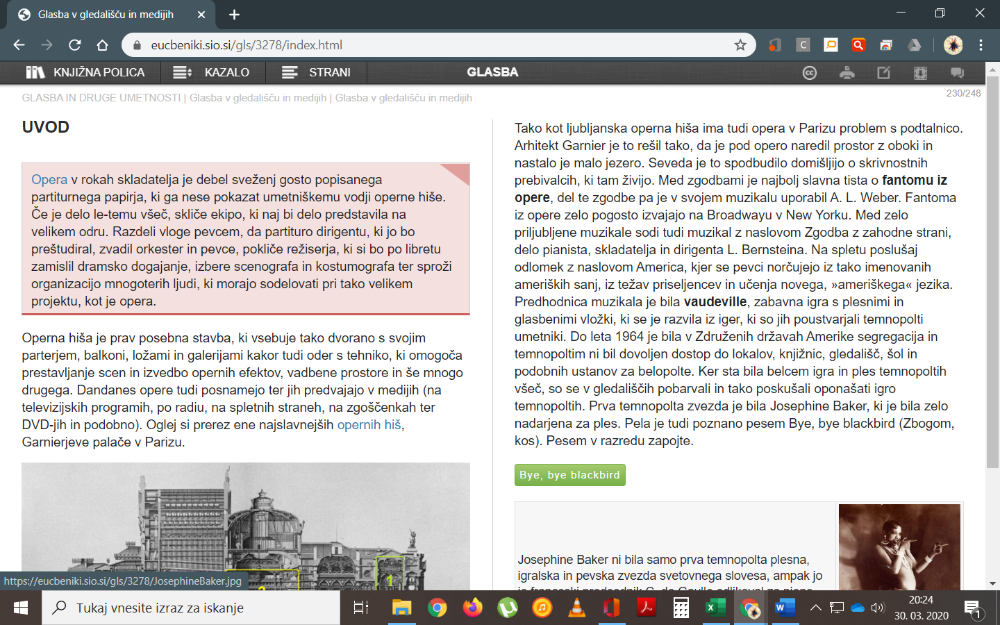 Glasba v gledališču in medijih
eucbeniki.sio.si/gls/3278/index.html
KNJIŽNA POLICA
KAZALO
STRANI
GLASBA
GLASBA IN DRUGE UMETNOSTI | Glasba v gledališču in medijih | Glasba v gledališču in medijih
230/248
UVOD
Opera v rokah skladatelja je debel sveženj gosto popisanega
partiturnega papirja, ki ga nese pokazat umetniškemu vodji operne hiše.
Če je delo le-temu všeč, skliče ekipo, ki naj bi delo predstavila na
velikem odru. Razdeli vloge pevcem, da partituro dirigentu, ki jo bo
preštudiral, zvadil orkester in pevce, pokliče režiserja, ki si bo po libretu
zamislil dramsko dogajanje, izbere scenografa in kostumografa ter sproži
organizacijo mnogoterih ljudi, ki morajo sodelovati pri tako velikem
projektu, kot je opera.
Operna hiša je prav posebna stavba, ki vsebuje tako dvorano s svojim
parterjem, balkoni, ložami in galerijami kakor tudi oder s tehniko, ki omogoča
prestavljanje scen in izvedbo opernih efektov, vadbene prostore in še mnogo
drugega. Dandanes opere tudi posnamejo ter jih predvajajo v medijih (na
televizijskih programih, po radiu, na spletnih straneh, na zgoščenkah ter
DVD-jih in podobno). Oglej si prerez ene najslavnejših opernih hiš,
Garnierjeve palače v Parizu.
1
https://eucbeniki.sio.si/gls/3278/JosephineBaker.jpg
Tako kot ljubljanska operna hiša ima tudi opera v Parizu problem s podtalnico.
Arhitekt Garnier je to rešil tako, da je pod opero naredil prostor z oboki in
nastalo je malo jezero. Seveda je to spodbudilo domišljijo o skrivnostnih
prebivalcih, ki tam živijo. Med zgodbami je najbolj slavna tista o fantomu iz
opere, del te zgodbe pa je v svojem muzikalu uporabil A. L. Weber. Fantoma
iz opere zelo pogosto izvajajo na Broadwayu v New Yorku. Med zelo
priljubljene muzikale sodi tudi muzikal z naslovom Zgodba z zahodne strani,
delo pianista, skladatelja in dirigenta L. Bernsteina. Na spletu poslušaj
odlomek z naslovom America, kjer se pevci norčujejo iz tako imenovanih
ameriških sanj, iz težav priseljencev in učenja novega, »ameriškega« jezika.
Predhodnica muzikala je bila vaudeville, zabavna igra s plesnimi in
glasbenimi vložki, ki se je razvila iz iger, ki so jih poustvarjali temnopolti
umetniki. Do leta 1964 je bila v Združenih državah Amerike segregacija in
temnopoltim ni bil dovoljen dostop do lokalov, knjižnic, gledališč, šol in
podobnih ustanov za belopolte. Ker sta bila belcem igra in ples temnopoltih
všeč, so se v gledališčih pobarvali in tako poskušali oponašati igro
temnopoltih. Prva temnopolta zvezda je bila Josephine Baker, ki je bila zelo
nadarjena za ples. Pela je tudi poznano pesem Bye, bye blackbird (Zbogom,
kos). Pesem v razredu zapojte.
Bye, bye blackbird
Josephine Baker ni bila samo prva temnopolta plesna,
igralska in pevska zvezda svetovnega slovesa, ampak jo
je francoski predsednik C. de Gaulle odlikoval za njene
Tukaj vnesite izraz za iskanje
20:24
30. 03. 2020
1